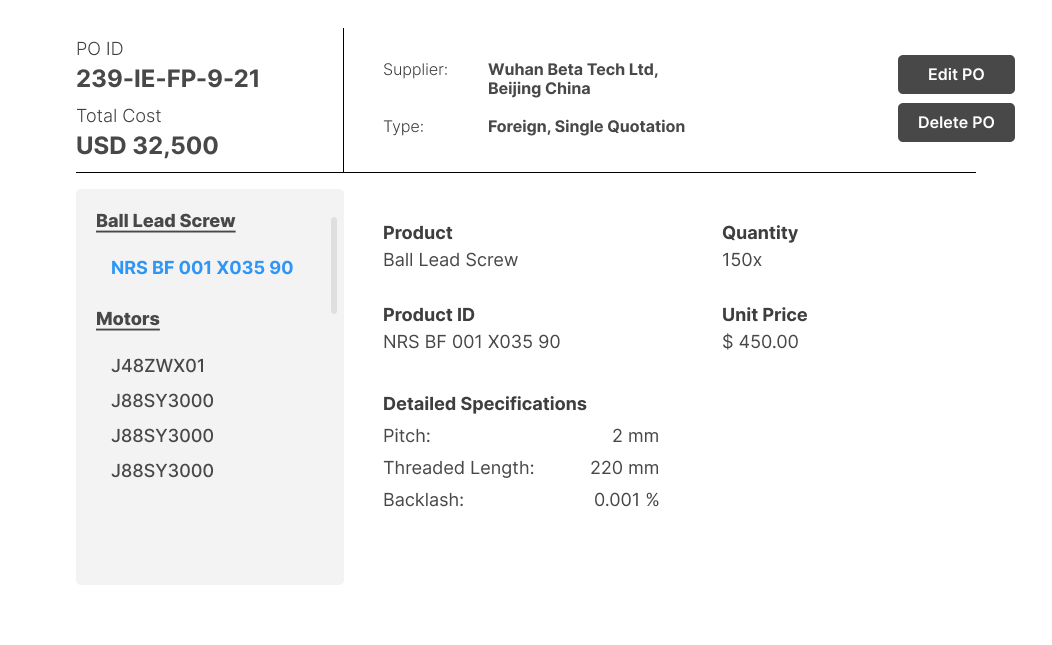 PO ID
239-IE-FP-9-21
Total Cost
USD 32,500
Supplier: Wuhan Beta Tech Ltd,
Beijing China
Type: Foreign, Single Quotation
Edit PO
Delete PO
Ball Lead Screw
NRS BF 001 X035 90
Motors
J48ZWX01
J88SY3000
J88SY3000
J88SY3000
Product
Ball Lead Screw
Quantity
150x
Product ID
NRS BF 001 X035 90
Unit Price
$ 450.00
Detailed Specifications
Pitch: 2 mm
Threaded Length: 220 mm
Backlash: 0.001 %